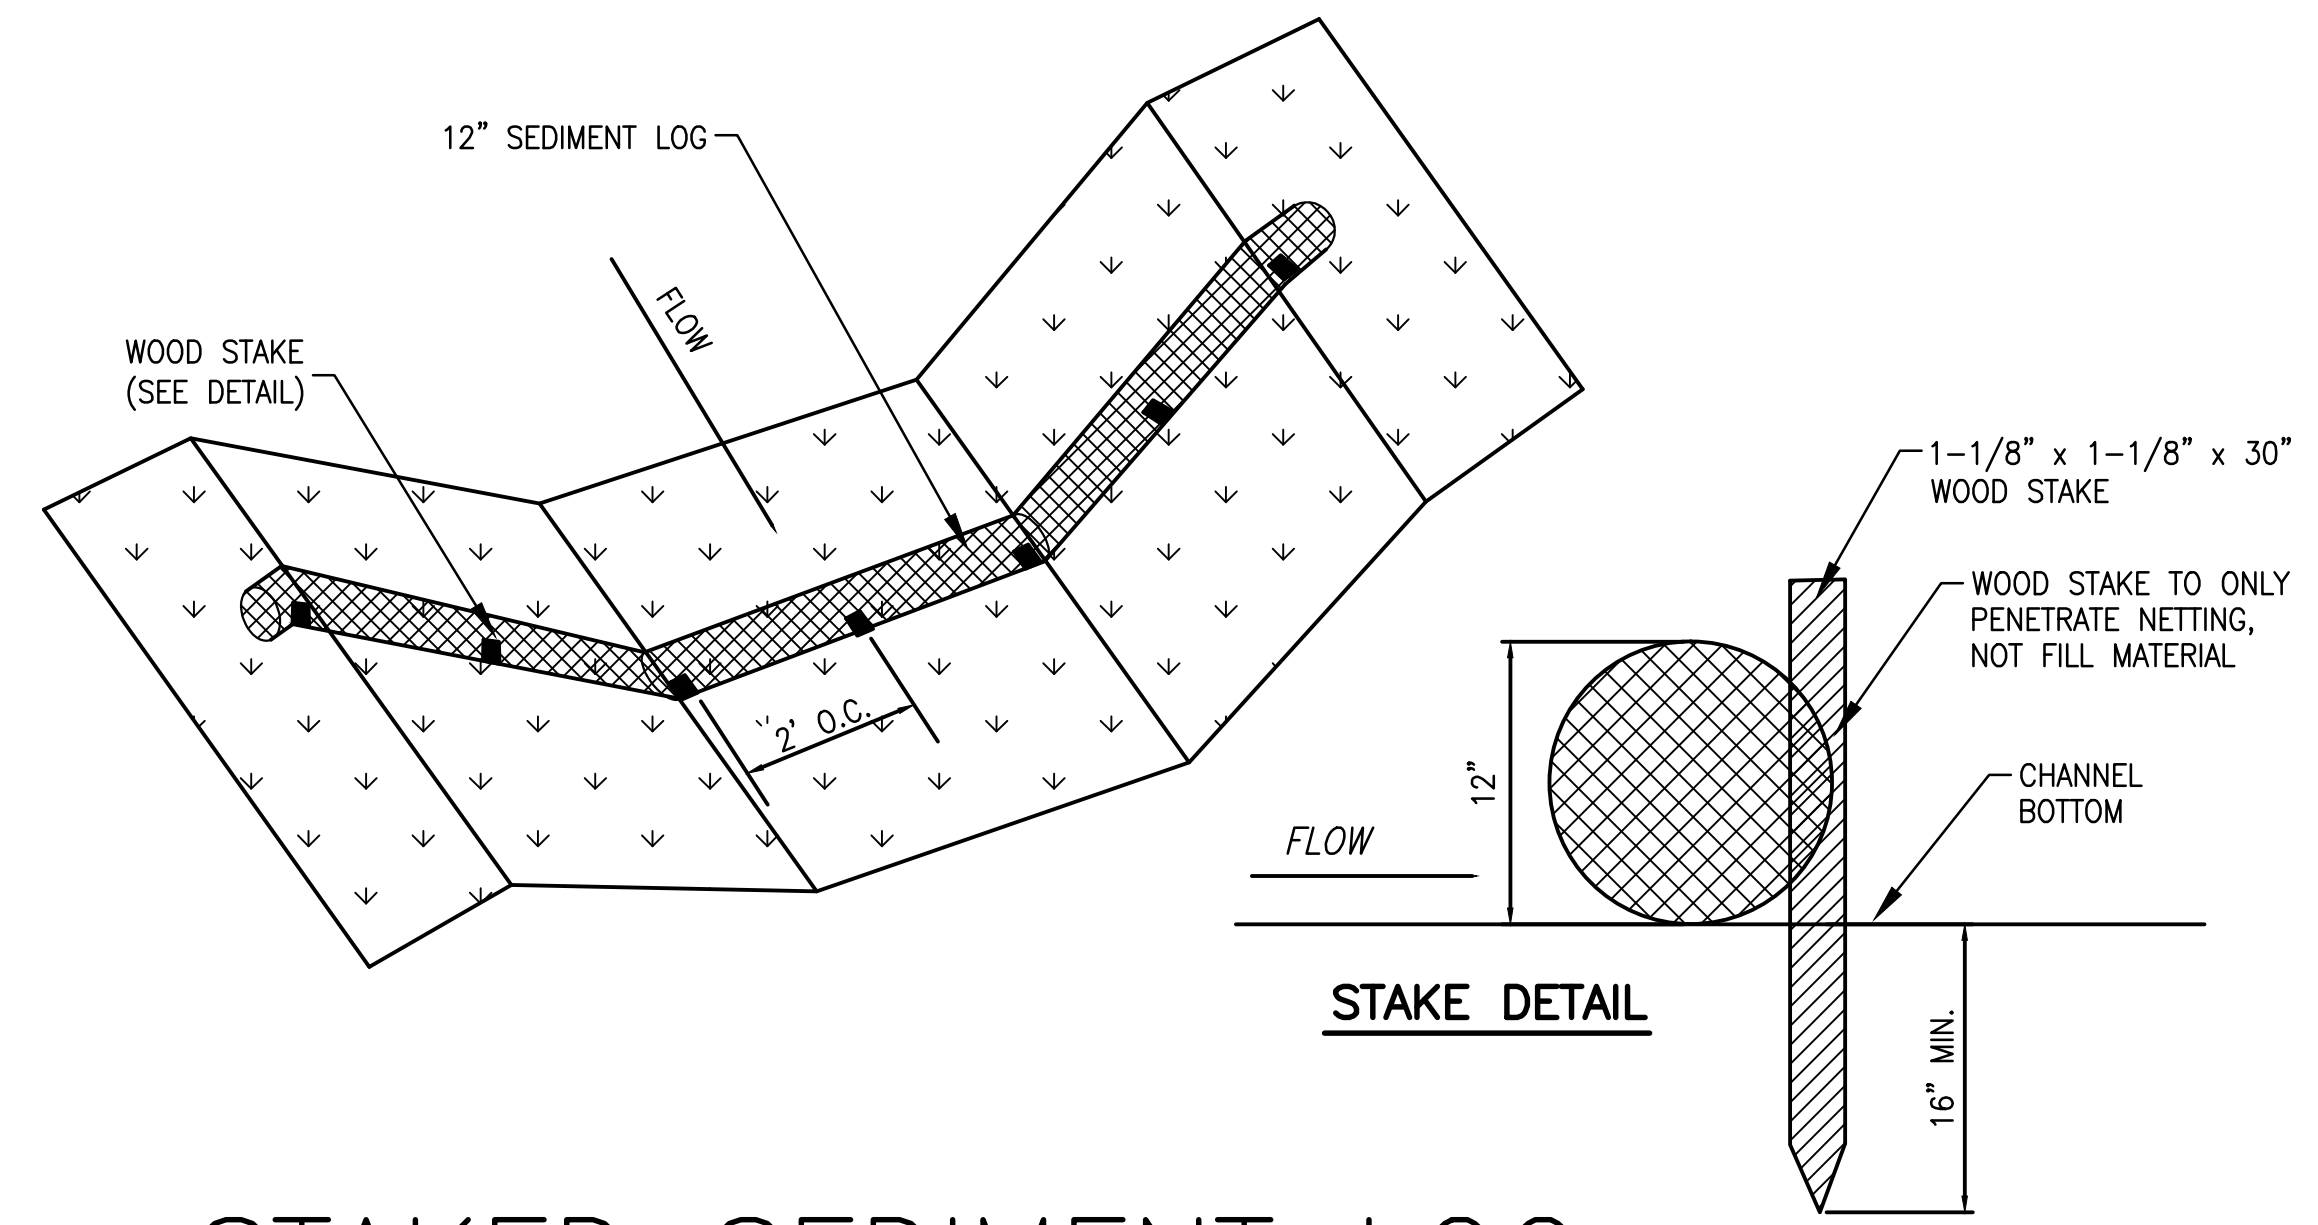 12" SEDIMENT LOG
FLOW
WOOD STAKE
(SEE DETAIL)
2' O.C.
1-1/8" x 1-1/8" x 30"
WOOD STAKE
WOOD STAKE TO ONLY
PENETRATE NETTING,
NOT FILL MATERIAL
12"
CHANNEL
BOTTOM
FLOW
STAKE DETAIL
16" MIN.